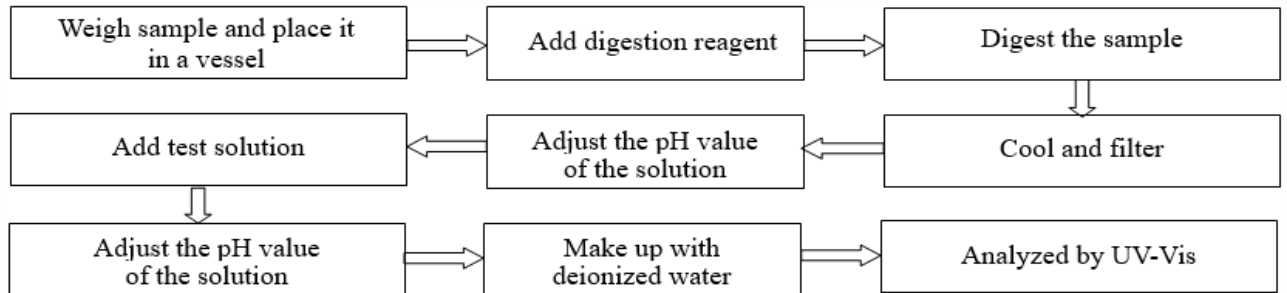 Weigh sample and place it
in a vessel
Add digestion reagent
Digest the sample
Cool and filter
Adjust the pH value
of the solution
Add test solution
Adjust the pH value
of the solution
Make up with
deionized water
Analyzed by UV-Vis